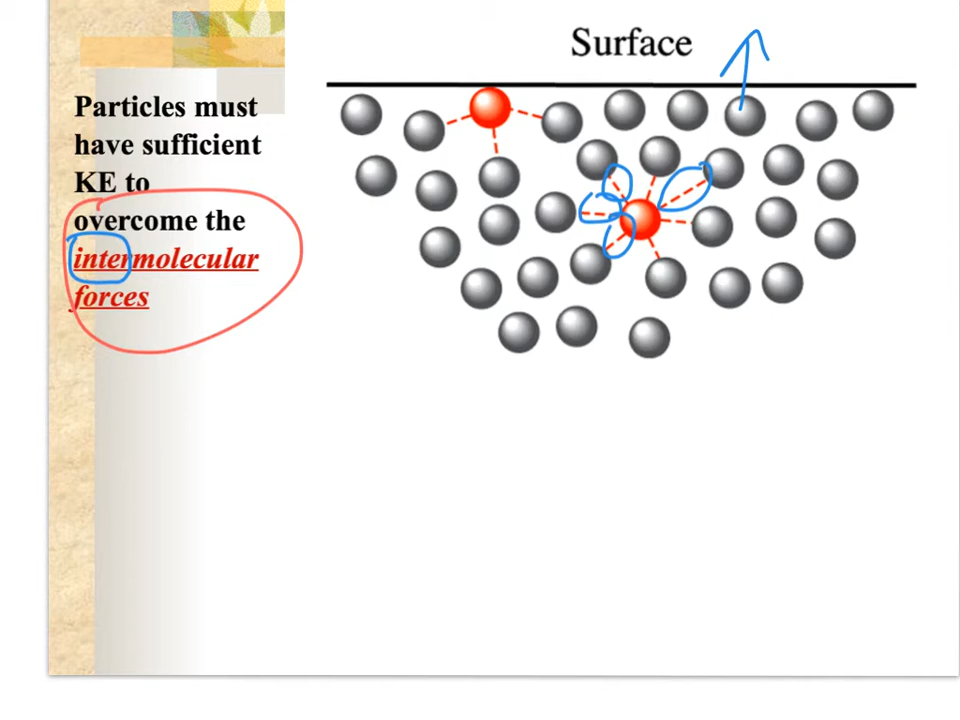 Surface
Particles must
have sufficient
KE to
overcome the
intermolecular
forces